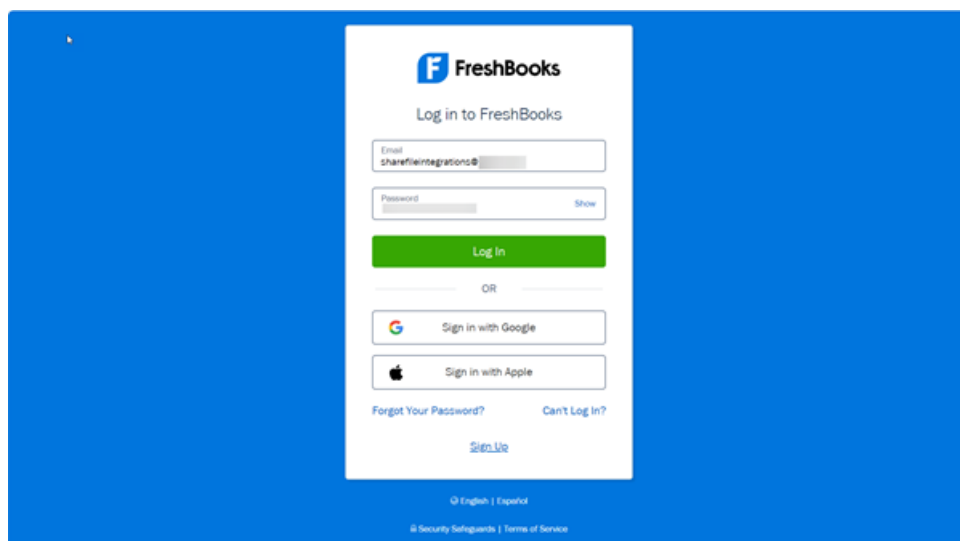 FreshBooks
Log in to FreshBooks
Email
sharefileintegrations@
Password
Show
Log In
OR
Sign in with Google
Sign in with Apple
Forgot Your Password? Can't Log In?
Sign Up
English | Español
Security Safeguards | Terms of Service